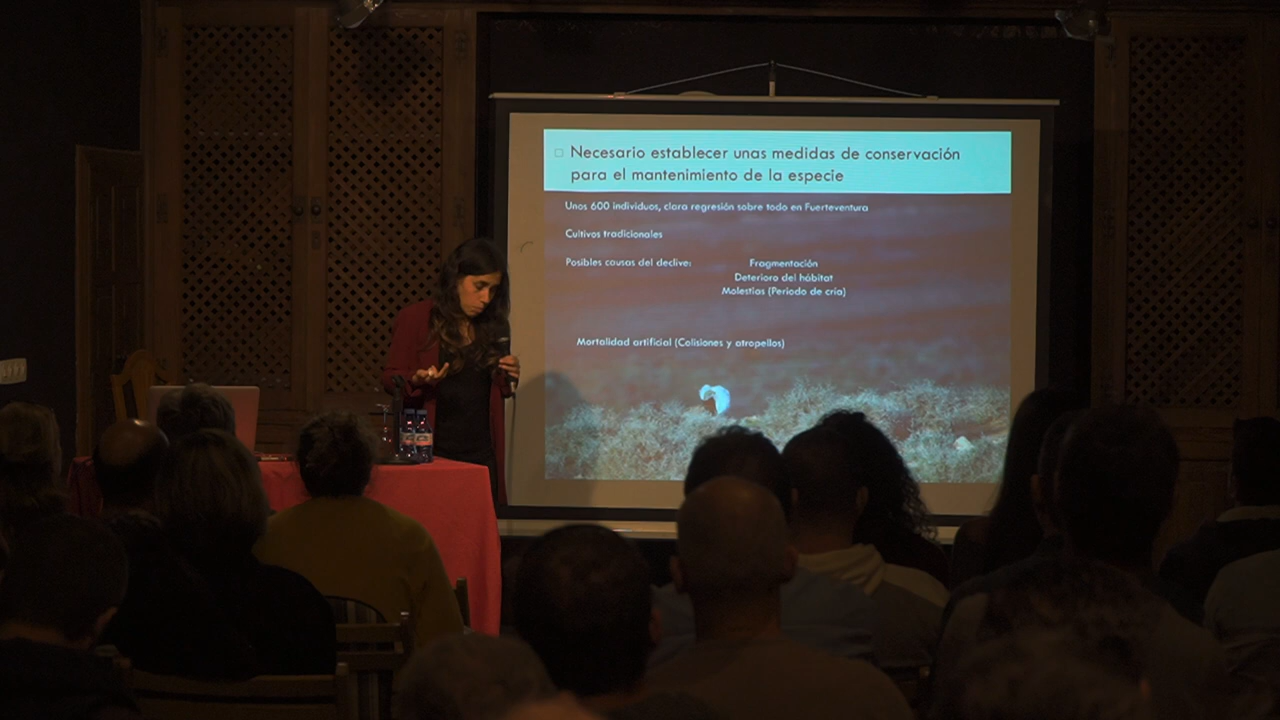 Necesario establecer unas medidas de conservación
para el mantenimiento de la especie
Unos 600 individuos, clara regresión sobre todo en Fuerteventura
Cultivos tradicionales
Posibles causas del declive: Fragmentación
Deterioro del hábitat
Molestias (Periodo de cría)
Mortalidad artificial (Colisiones y atropellos)